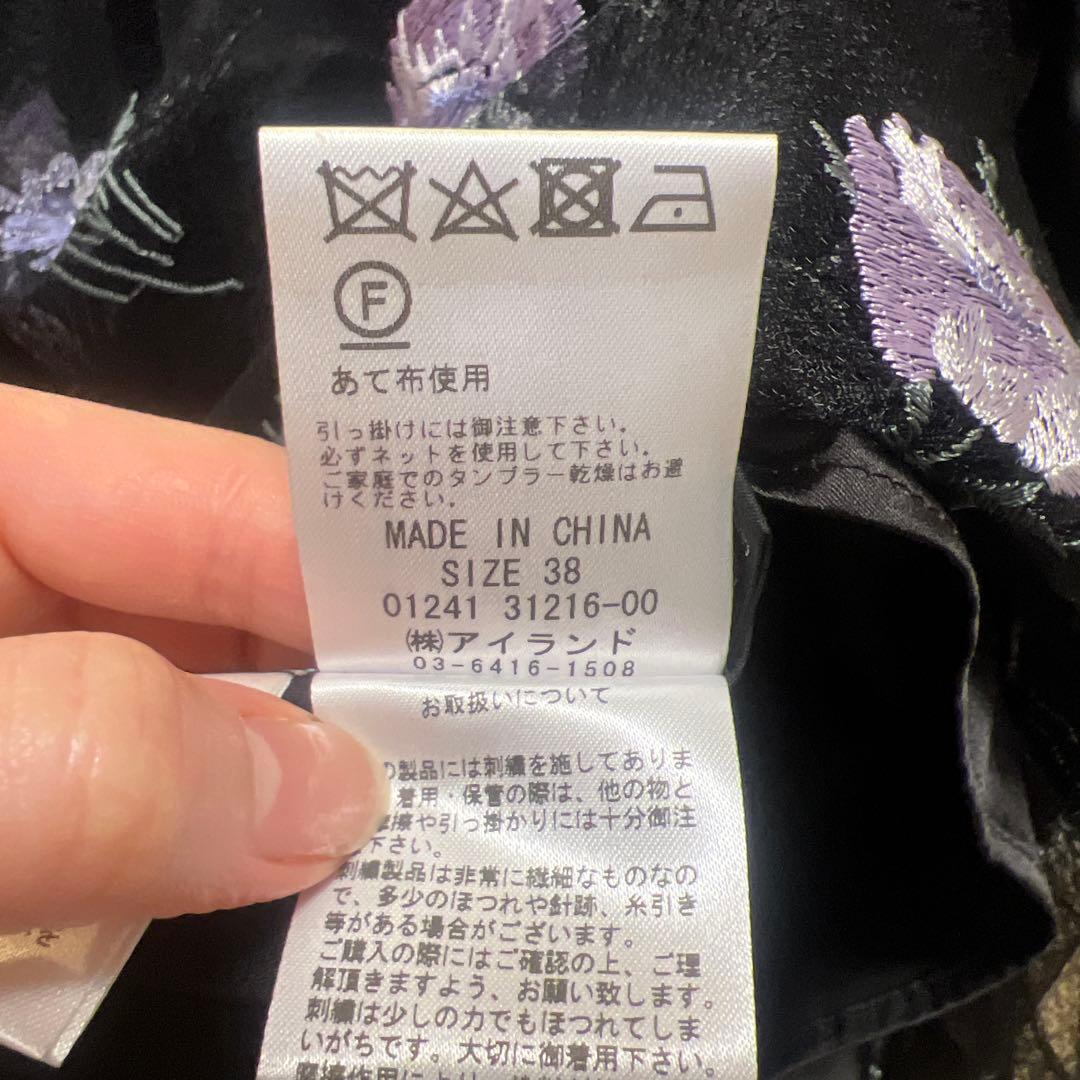 F
あて布使用
引っ掛けには御注意下さい。
必ずネットを使用して下さい。
ご家庭でのタンブラー乾燥はお避
けください。
MADE IN CHINA
SIZE 38
01241 31216-00
㈱アイランド
03-6416-1508
お取扱いについて
製品には刺繍を施してありま
着用・保管の際は、他の物と
摩擦や引っ掛かりには十分御注
下さい。
刺繍製品は非常に繊細なものなの
で、多少のほつれや針跡、糸引き
等がある場合がございます。
ご購入の際にはご確認の上、ご理
解頂きますよう、お願い致します。
刺繍は少しの力でもほつれてしま
いがちです。大切に御着用下さい。
摩擦作用により